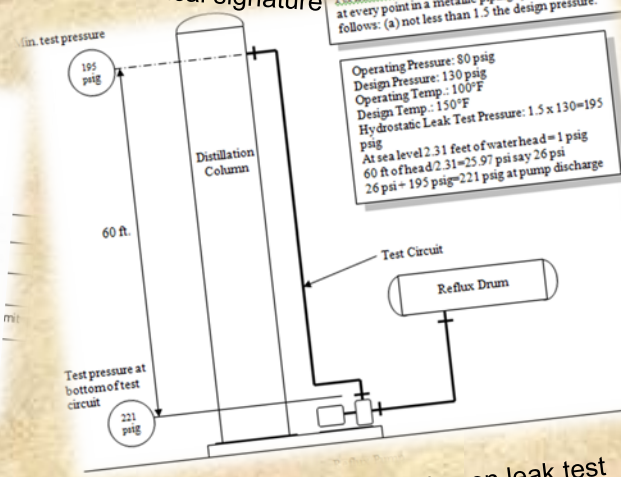 signature
at every point in a metallic
follows: (a) not less than 1.5 the design pressure.
test pressure
195
psig
Operating Pressure: 80 psig
Design Pressure: 130 psig
Operating Temp.: 100°F
Design Temp.: 150°F
Hydrostatic Leak Test Pressure: 1.5 x 130=195
psig
At sea level 2.31 feet of water head = 1 psig
60 ft of head/2.31=25.97 psi say 26 psi
26 psi + 195 psig=221 psig at pump discharge
Distillation
Column
60 ft.
Test Circuit
Reflux Drum
Test pressure at
bottom of test
circuit
221
psig
leak test